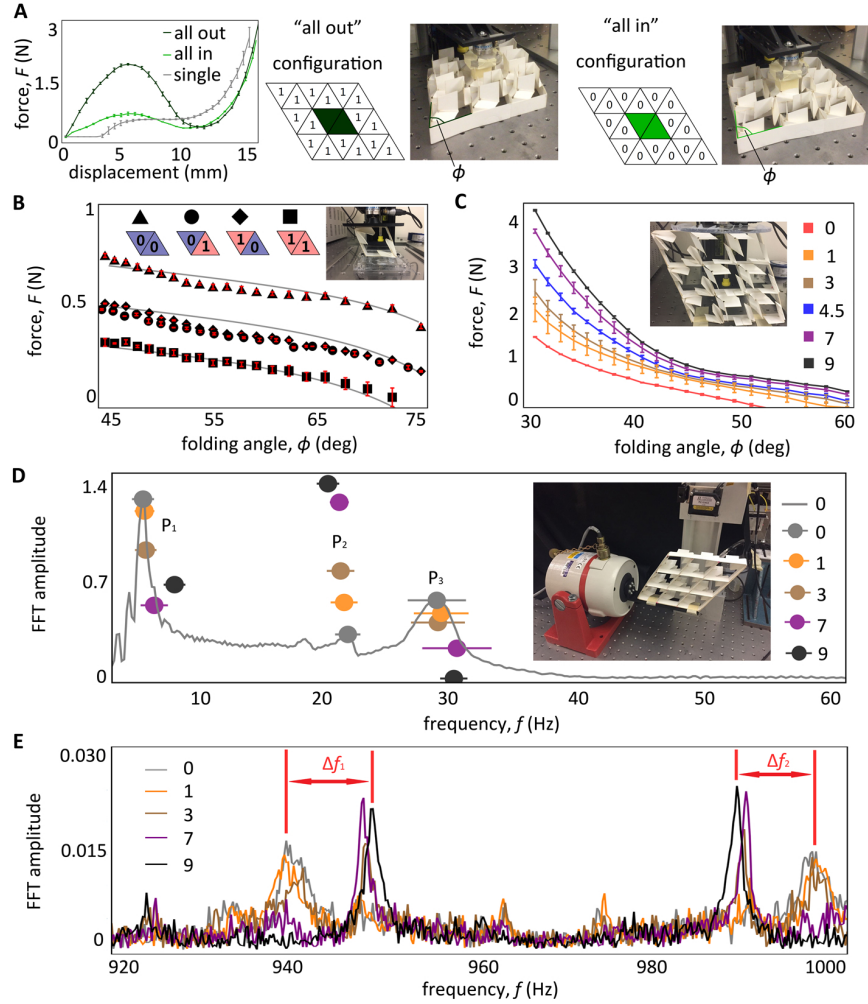 A
3
1.5
0
force, F (N)
all out
all in
single
0
5
10
15
displacement (mm)
"all out"
configuration
1 1 1
1 1 1
1 1
1 1
1 1 1
1 1 1
ϕ
"all in"
configuration
0 0 0
0 0 0
0 0
0 0
0 0 0
0 0 0
ϕ
B
1
0.5
0
force, F (N)
0 0
0 1
1 0
1 1
45
55
65
75
folding angle, ϕ (deg)
C
4
3
2
1
0
force, F (N)
0
1
3
4.5
7
9
30
40
50
60
folding angle, ϕ (deg)
D
1.4
0.7
0
FFT amplitude
P1
P2
P3
0
0
1
3
7
9
10
20
30
40
50
60
frequency, f (Hz)
E
0.030
0.015
0
FFT amplitude
0
1
3
7
9
Δf1
Δf2
920
940
960
980
1000
frequency, f (Hz)